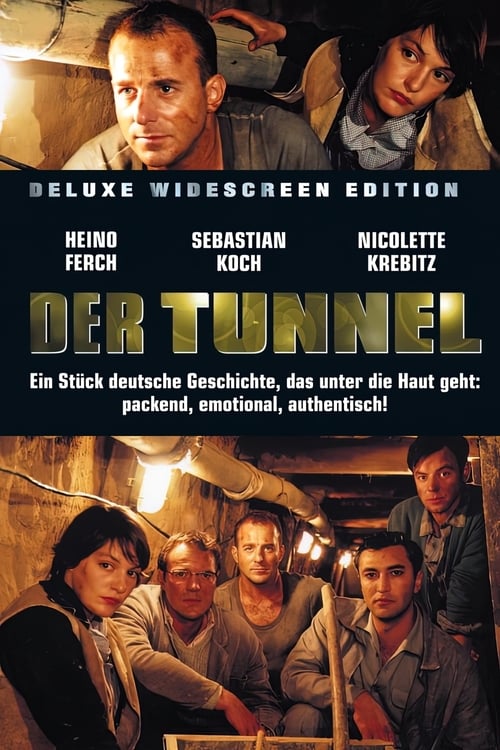 DELUXE WIDESCREEN EDITION
HEINO FERCH
SEBASTIAN KOCH
NICOLETTE KREBITZ
DER TUNNEL
Ein Stück deutsche Geschichte, das unter die Haut geht:
packend, emotional, authentisch!